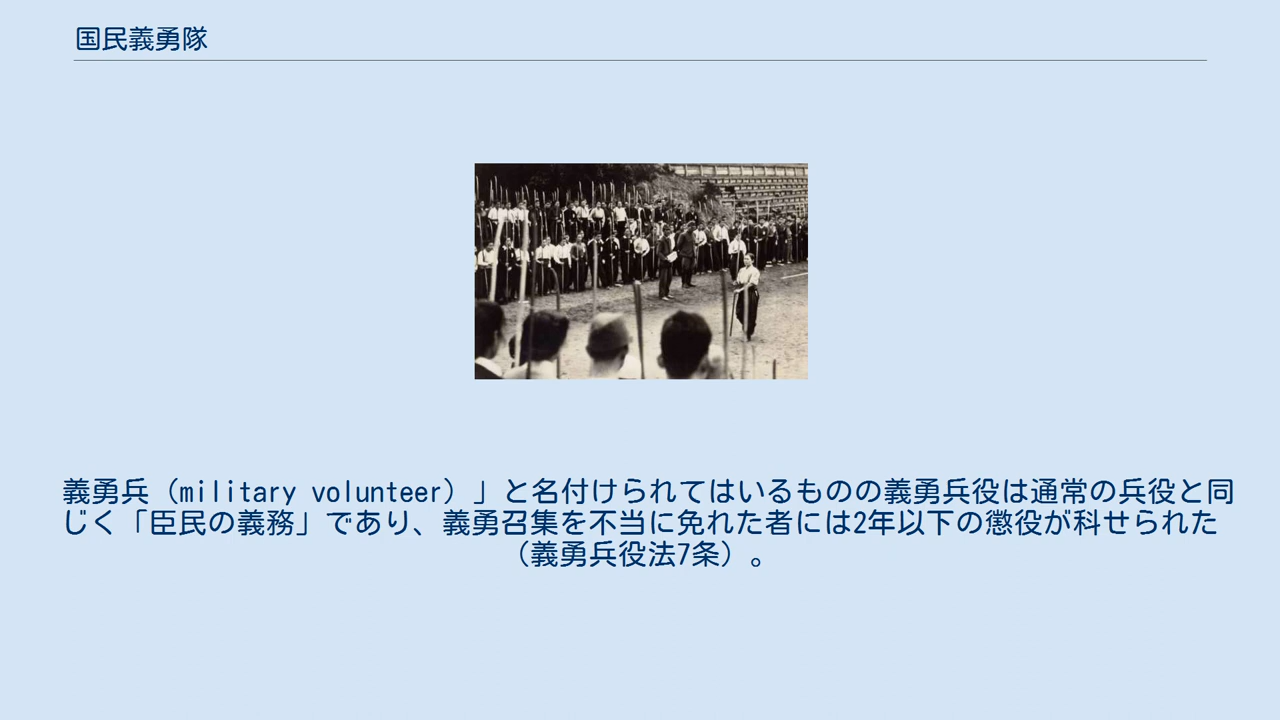 国民義勇隊
義勇兵（military volunteer）」と名付けられてはいるものの義勇兵役は通常の兵役と同
じく「臣民の義務」であり、義勇召集を不当に免れた者には2年以下の懲役が科せられた
（義勇兵役法7条）。